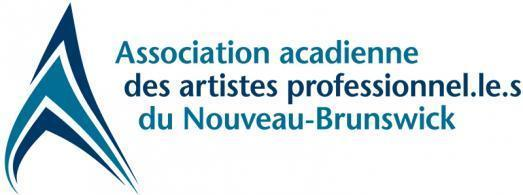 Association acadienne
des artistes professionnel.le.s
du Nouveau-Brunswick